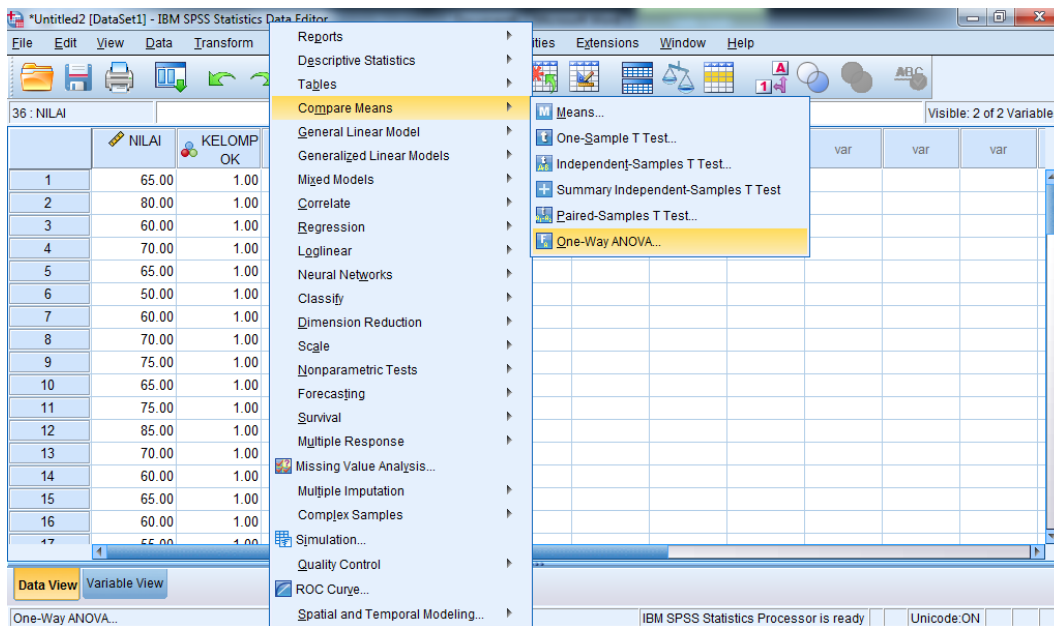 *Untitled2 [DataSet1] - IBM SPSS Statistics Data Editor
File Edit View Data Transform ities Extensions Window Help
36 : NILAI
Visible: 2 of 2 Variable
NILAI KELOMPOK var var var
1 65.00 1.00
2 80.00 1.00
3 60.00 1.00
4 70.00 1.00
5 65.00 1.00
6 50.00 1.00
7 60.00 1.00
8 70.00 1.00
9 75.00 1.00
10 65.00 1.00
11 75.00 1.00
12 85.00 1.00
13 70.00 1.00
14 60.00 1.00
15 65.00 1.00
16 60.00 1.00
17 55.00 1.00
Reports
Descriptive Statistics
Tables
Compare Means
General Linear Model
Generalized Linear Models
Mixed Models
Correlate
Regression
Loglinear
Neural Networks
Classify
Dimension Reduction
Scale
Nonparametric Tests
Forecasting
Survival
Multiple Response
Missing Value Analysis...
Multiple Imputation
Complex Samples
Simulation...
Quality Control
ROC Curve...
Spatial and Temporal Modeling...
Means...
One-Sample T Test...
Independent-Samples T Test...
Summary Independent-Samples T Test
Paired-Samples T Test...
One-Way ANOVA...
Data View Variable View
One-Way ANOVA...
IBM SPSS Statistics Processor is ready Unicode:ON